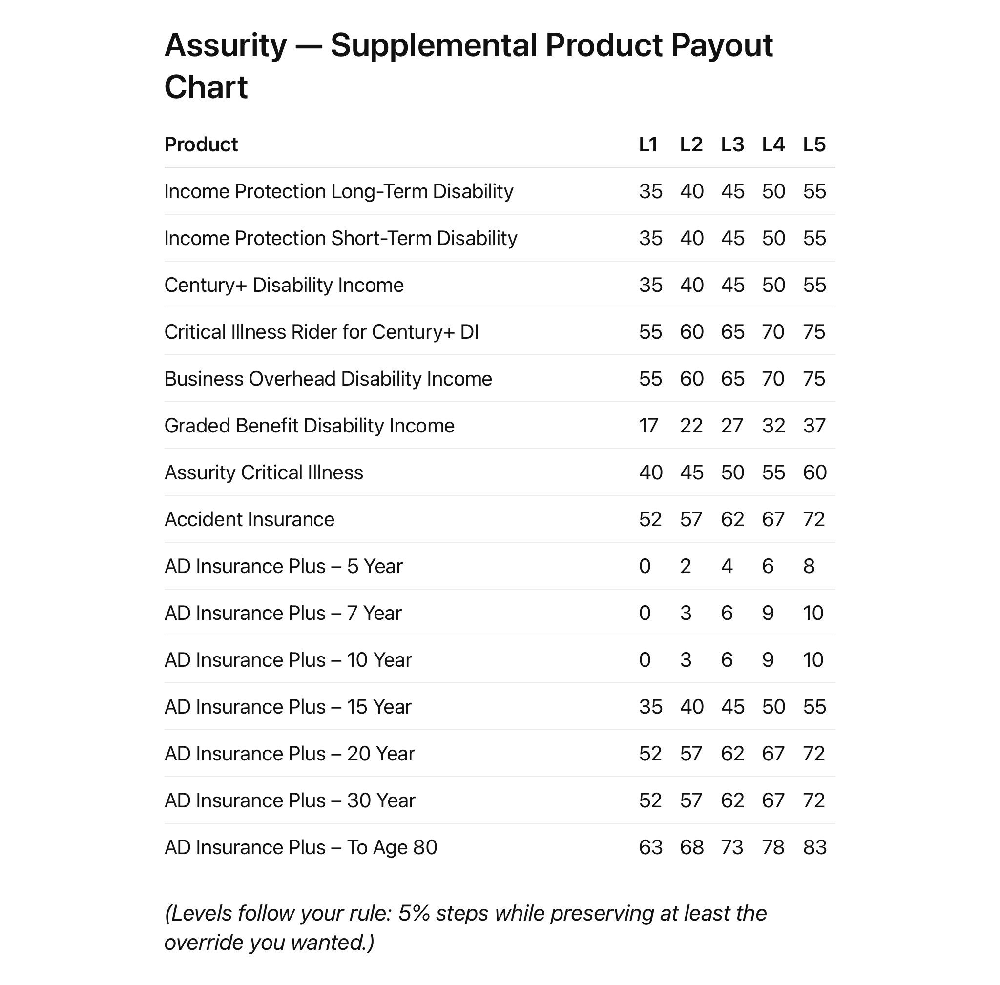 Assurity — Supplemental Product Payout
Chart
Product L1 L2 L3 L4 L5
Income Protection Long-Term Disability 35 40 45 50 55
Income Protection Short-Term Disability 35 40 45 50 55
Century+ Disability Income 35 40 45 50 55
Critical Illness Rider for Century+ DI 55 60 65 70 75
Business Overhead Disability Income 55 60 65 70 75
Graded Benefit Disability Income 17 22 27 32 37
Assurity Critical Illness 40 45 50 55 60
Accident Insurance 52 57 62 67 72
AD Insurance Plus – 5 Year 0 2 4 6 8
AD Insurance Plus – 7 Year 0 3 6 9 10
AD Insurance Plus – 10 Year 0 3 6 9 10
AD Insurance Plus – 15 Year 35 40 45 50 55
AD Insurance Plus – 20 Year 52 57 62 67 72
AD Insurance Plus – 30 Year 52 57 62 67 72
AD Insurance Plus – To Age 80 63 68 73 78 83
(Levels follow your rule: 5% steps while preserving at least the
override you wanted.)